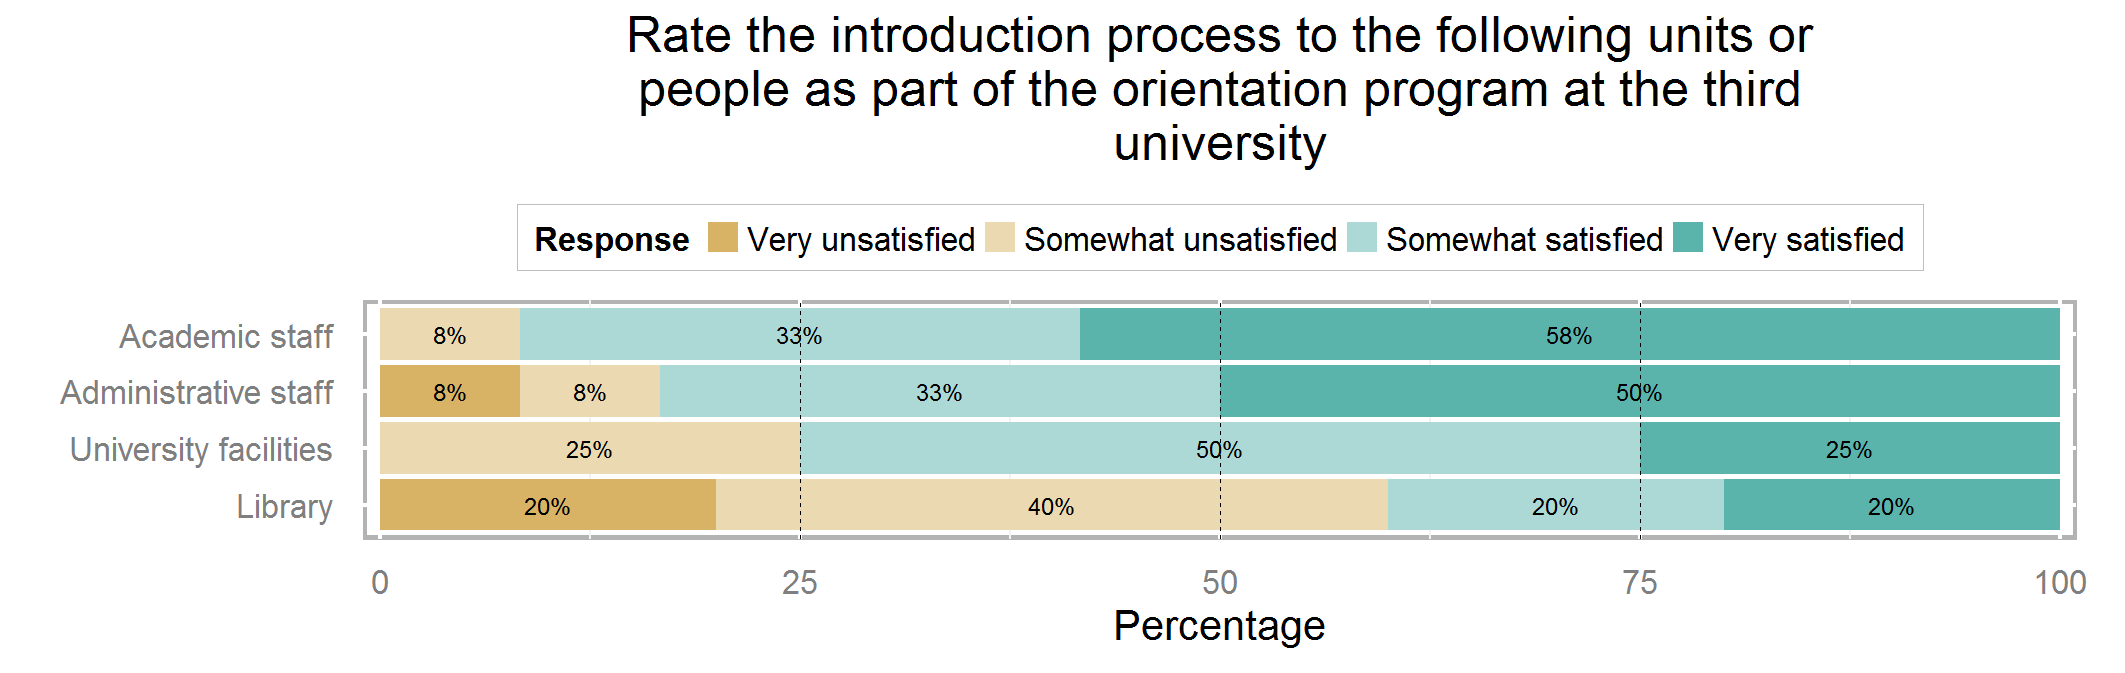 Rate the introduction process to the following units or
people as part of the orientation program at the third
university
Response Very unsatisfied Somewhat unsatisfied Somewhat satisfied Very satisfied
Academic staff 8% 33% 58%
Administrative staff 8% 8% 33% 50%
University facilities 25% 50% 25%
Library 20% 40% 20% 20%
0 25 50 75 100
Percentage